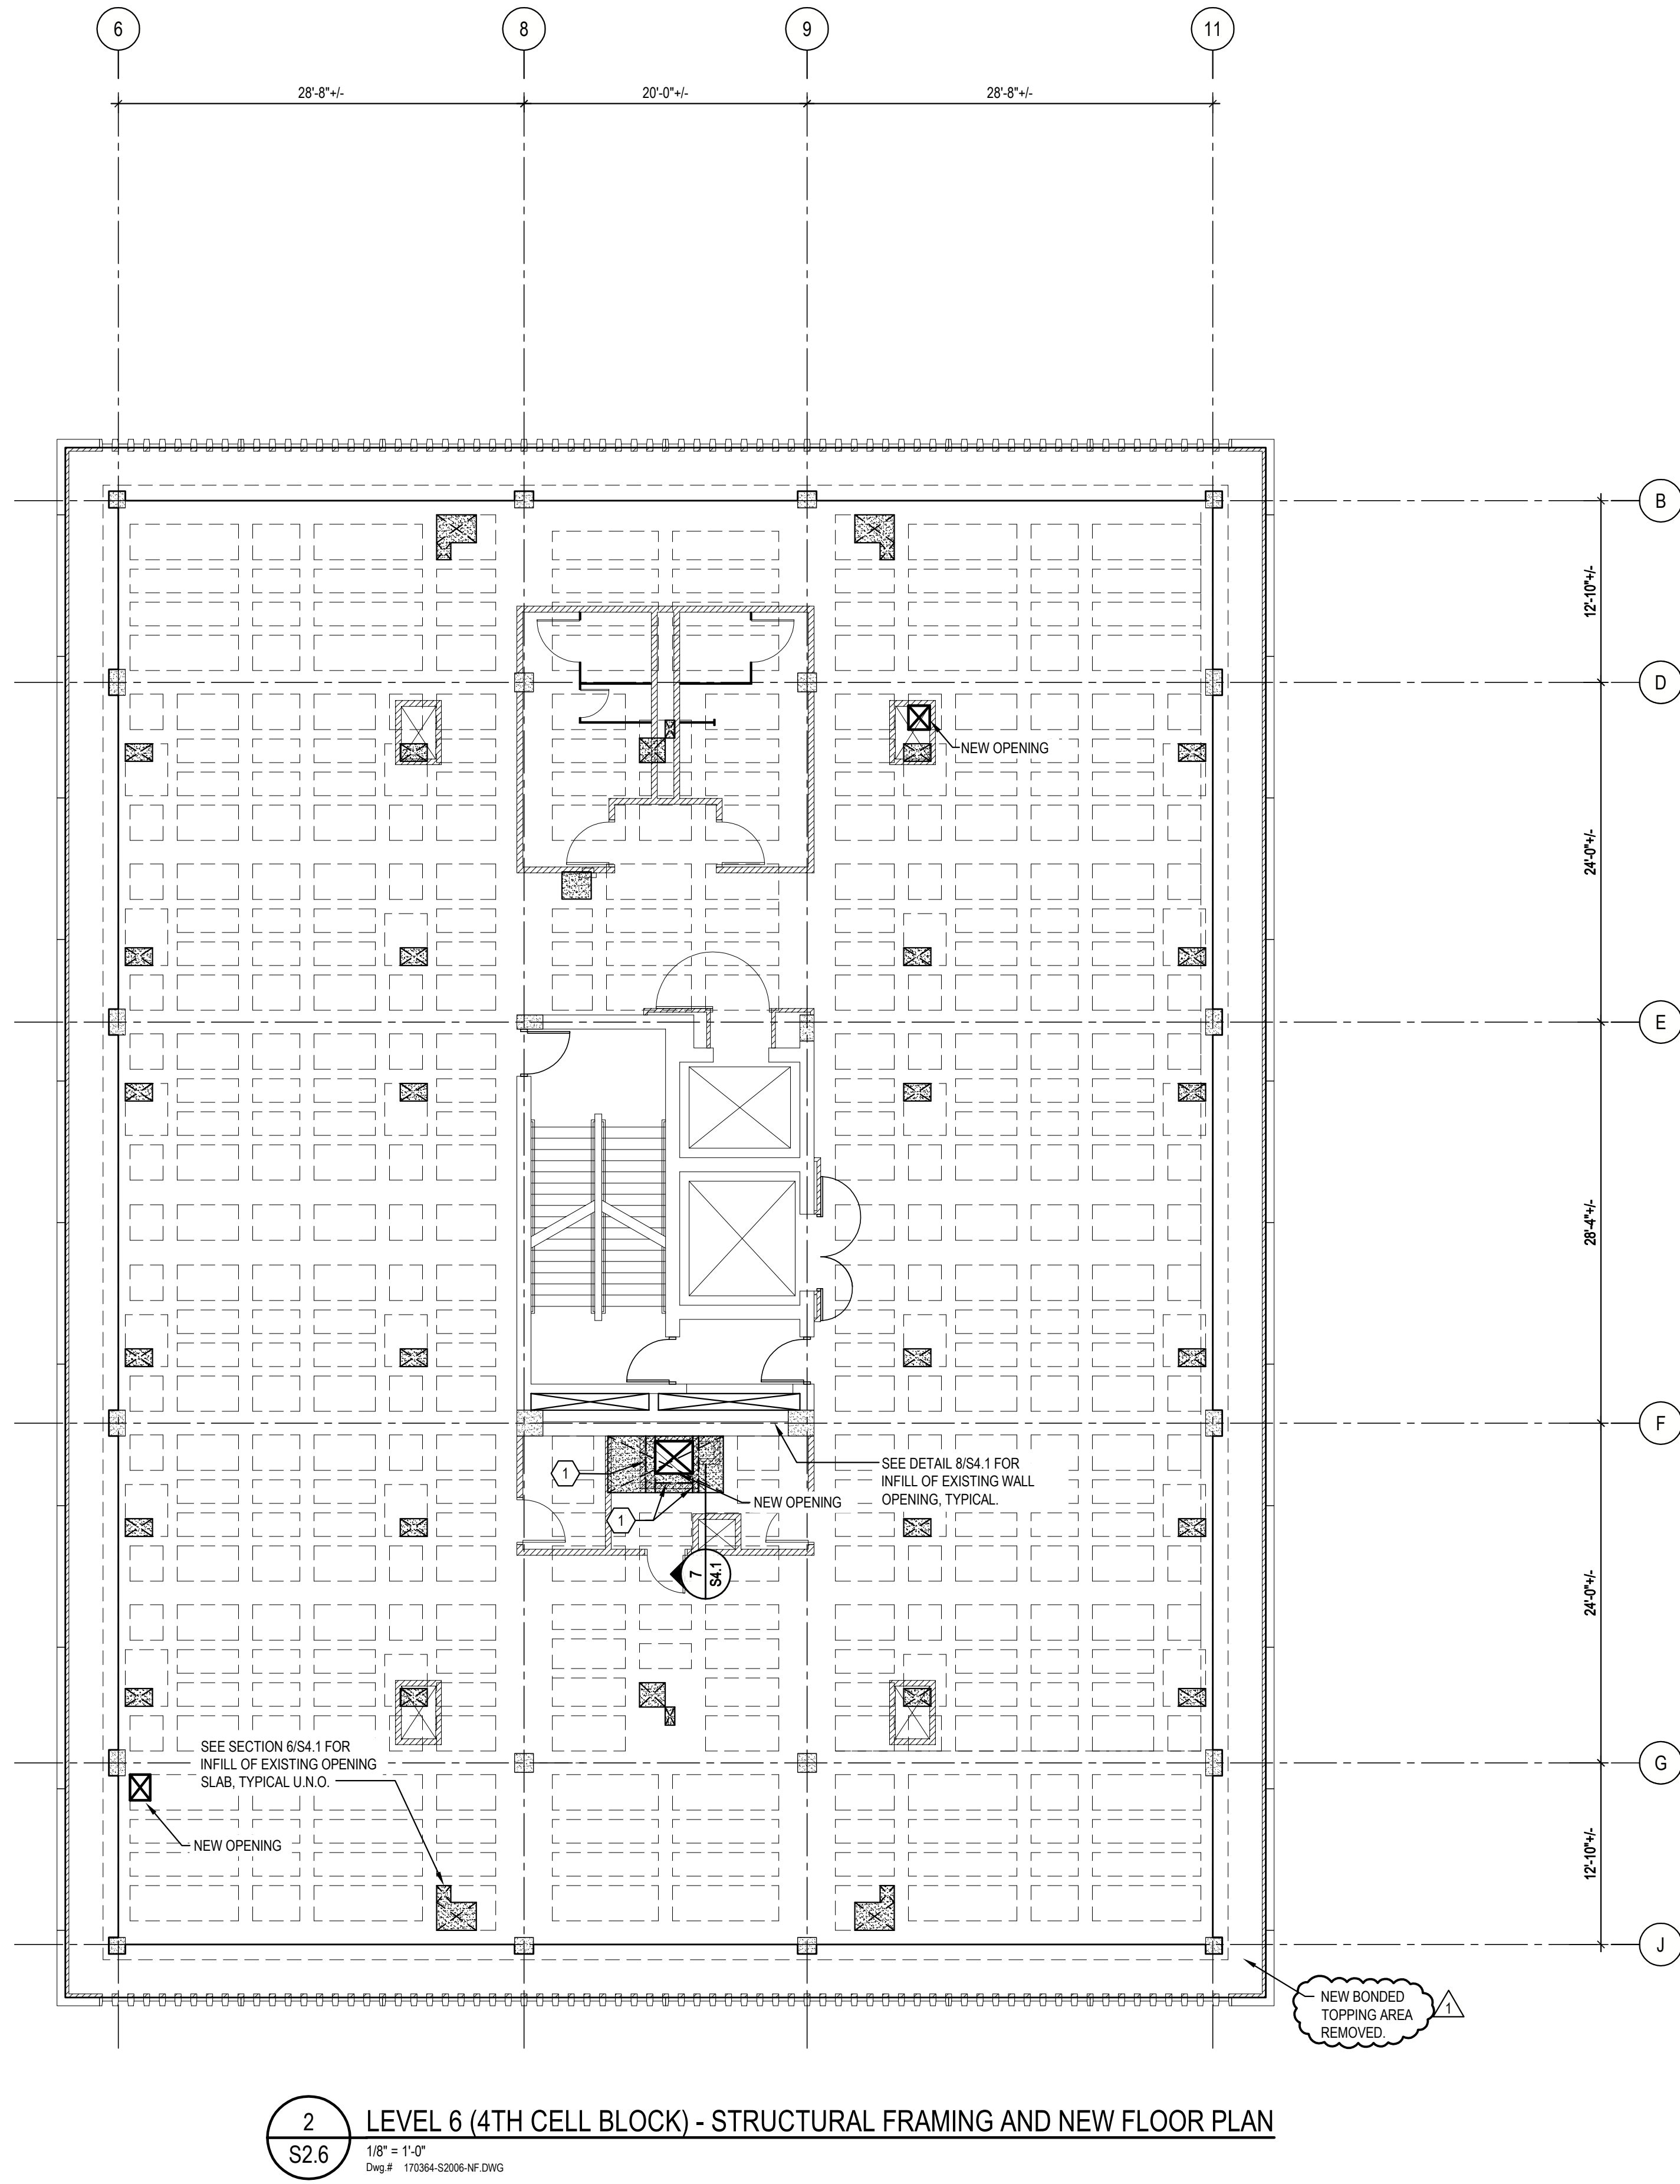 6
8
9
11
28'-8"+/-
20'-0"+/-
28'-8"+/-
B
12'-10"+/-
D
NEW OPENING
24'-0"+/-
E
28'-4"+/-
F
SEE DETAIL 8/S4.1 FOR
INFILL OF EXISTING WALL
OPENING, TYPICAL.
1
NEW OPENING
1
7
S4.1
24'-0"+/-
SEE SECTION 6/S4.1 FOR
INFILL OF EXISTING OPENING
SLAB, TYPICAL U.N.O.
G
NEW OPENING
12'-10"+/-
J
NEW BONDED
TOPPING AREA
REMOVED.
1
2
S2.6
LEVEL 6 (4TH CELL BLOCK) - STRUCTURAL FRAMING AND NEW FLOOR PLAN
1/8" = 1'-0"
Dwg.# 170364-S2006-NF.DWG